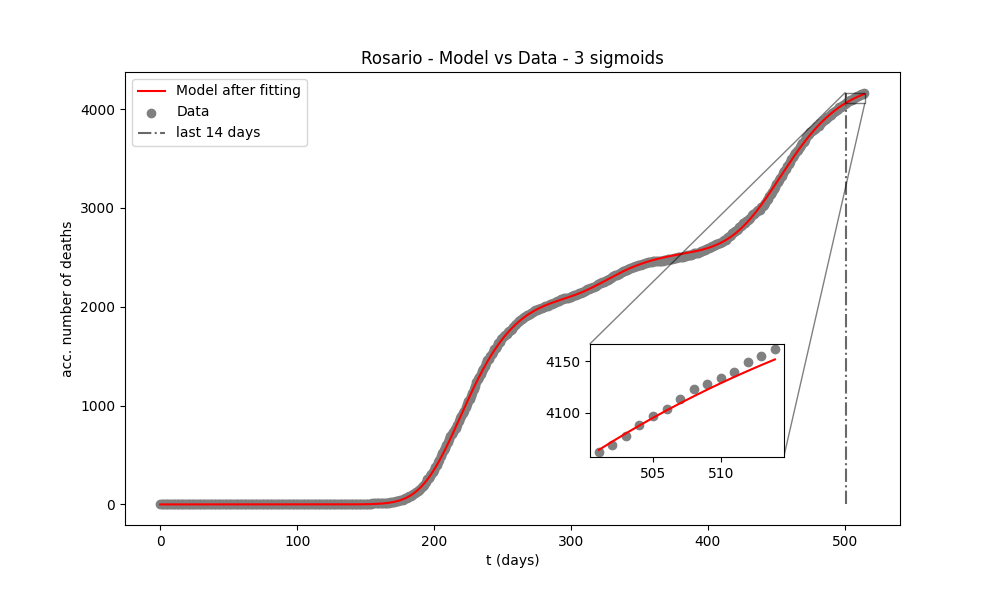 Rosario - Model vs Data - 3 sigmoids
Model after fitting
Data
last 14 days
4000
3000
2000
1000
0
acc. number of deaths
4150
4100
505 510
0 100 200 300 400 500
t (days)